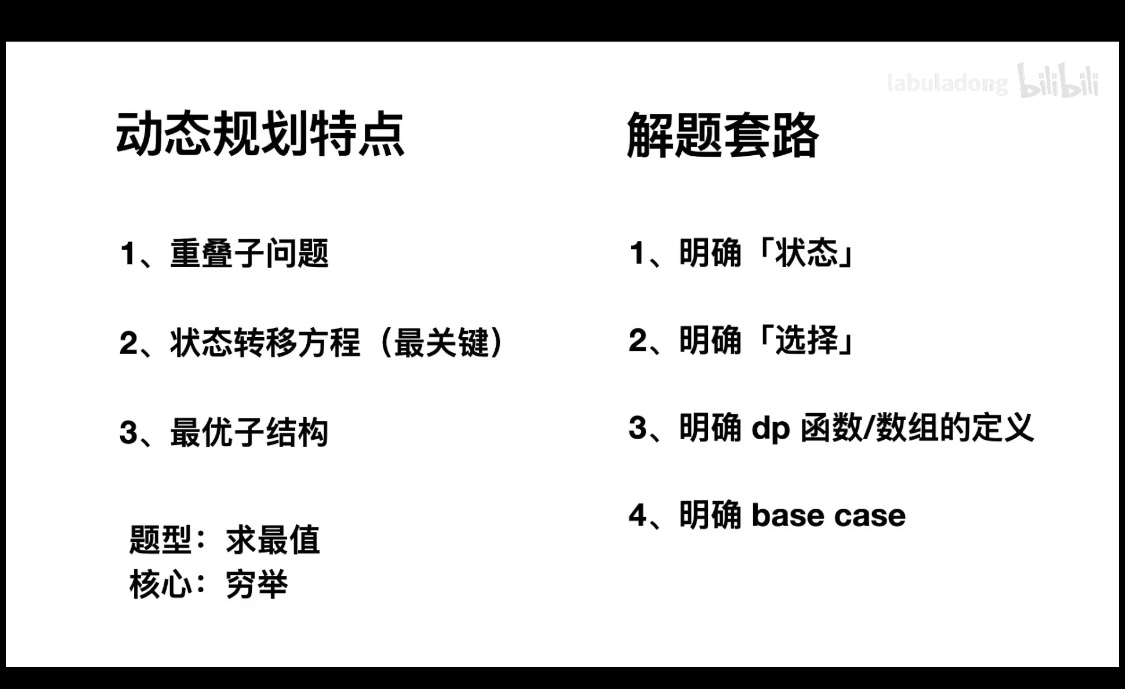 labuladong bilibili
动态规划特点
1、重叠子问题
2、状态转移方程（最关键）
3、最优子结构
题型：求最值
核心：穷举
解题套路
1、明确「状态」
2、明确「选择」
3、明确 dp 函数/数组的定义
4、明确 base case